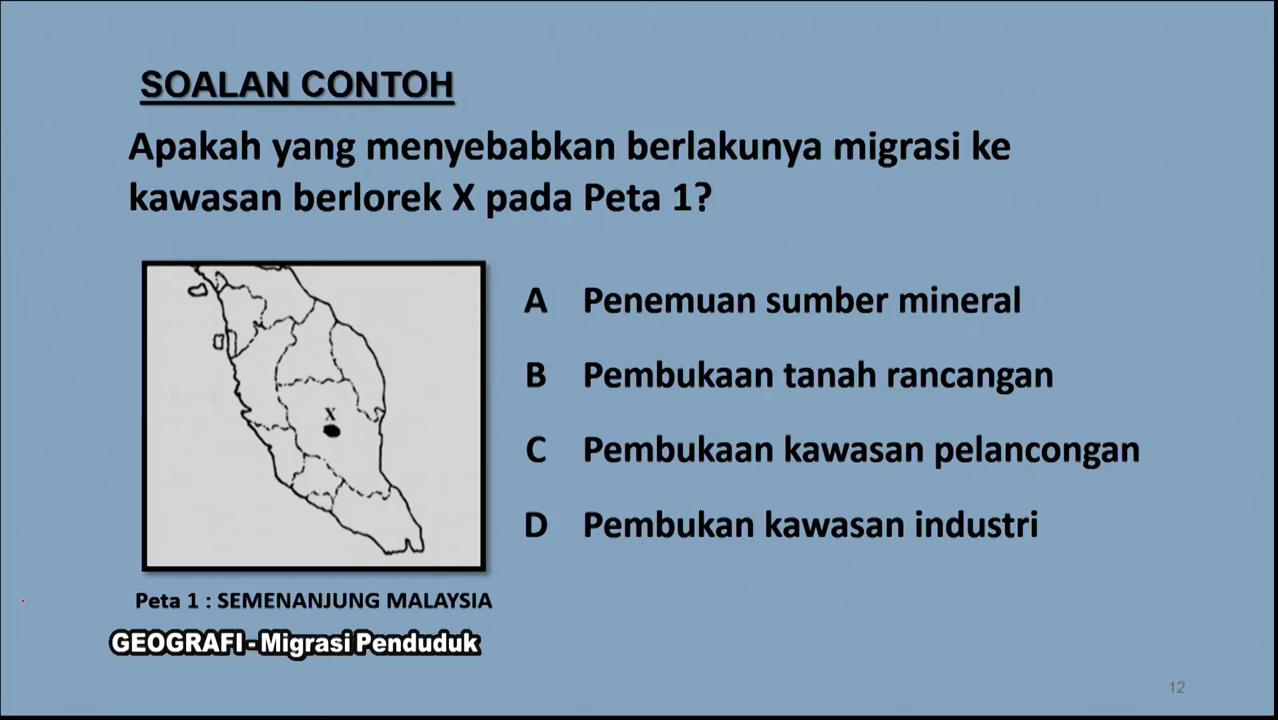 SOALAN CONTOH
Apakah yang menyebabkan berlakunya migrasi ke
kawasan berlorek X pada Peta 1?
X
A Penemuan sumber mineral
B Pembukaan tanah rancangan
C Pembukaan kawasan pelancongan
D Pembukan kawasan industri
Peta 1 : SEMENANJUNG MALAYSIA
GEOGRAFI - Migrasi Penduduk
12